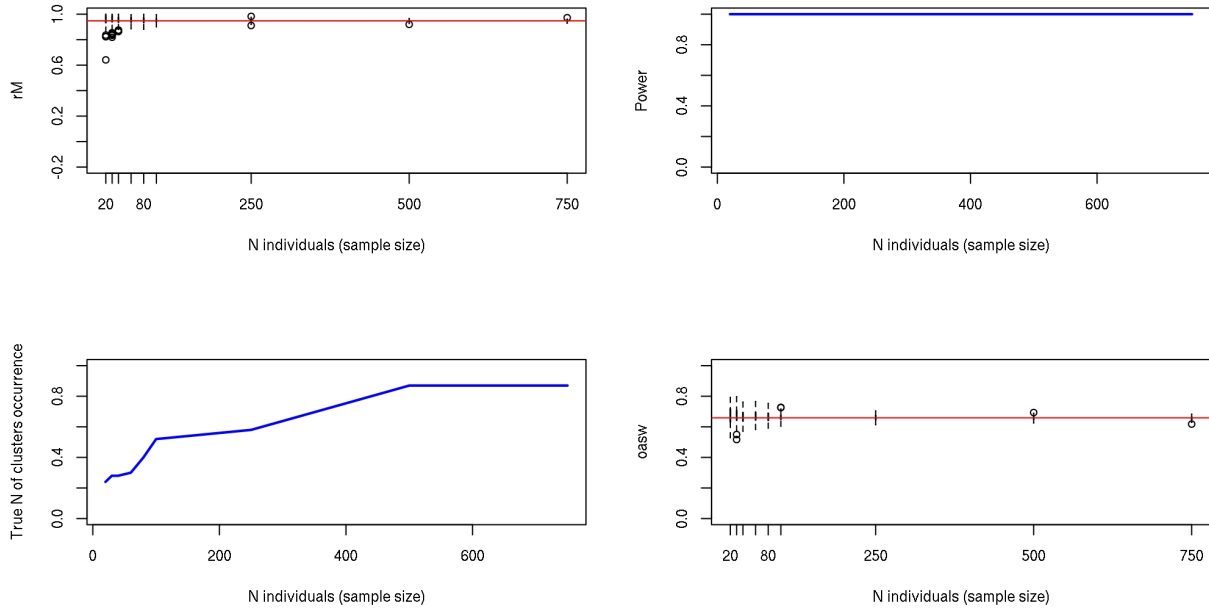 rM
1.0
0.6
0.2
-0.2
20 80 250 500 750
N individuals (sample size)
Power
0.8
0.4
0.0
0 200 400 600
N individuals (sample size)
True N of clusters occurrence
0.8
0.4
0.0
0 200 400 600
N individuals (sample size)
oasw
0.8
0.4
0.0
20 80 250 500 750
N individuals (sample size)